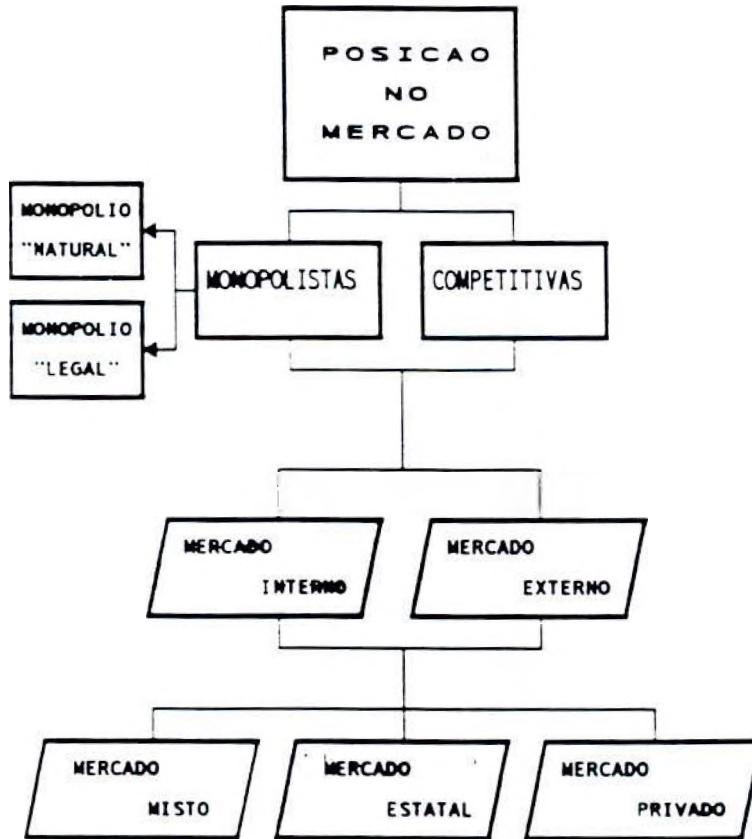 POSICAO
NO
MERCADO
MONOPOLIO
"NATURAL"
MONOPOLIO
"LEGAL"
MONOPOLISTAS
COMPETITIVAS
MERCADO
INTERNO
MERCADO
EXTERNO
MERCADO
MISTO
MERCADO
ESTATAL
MERCADO
PRIVADO